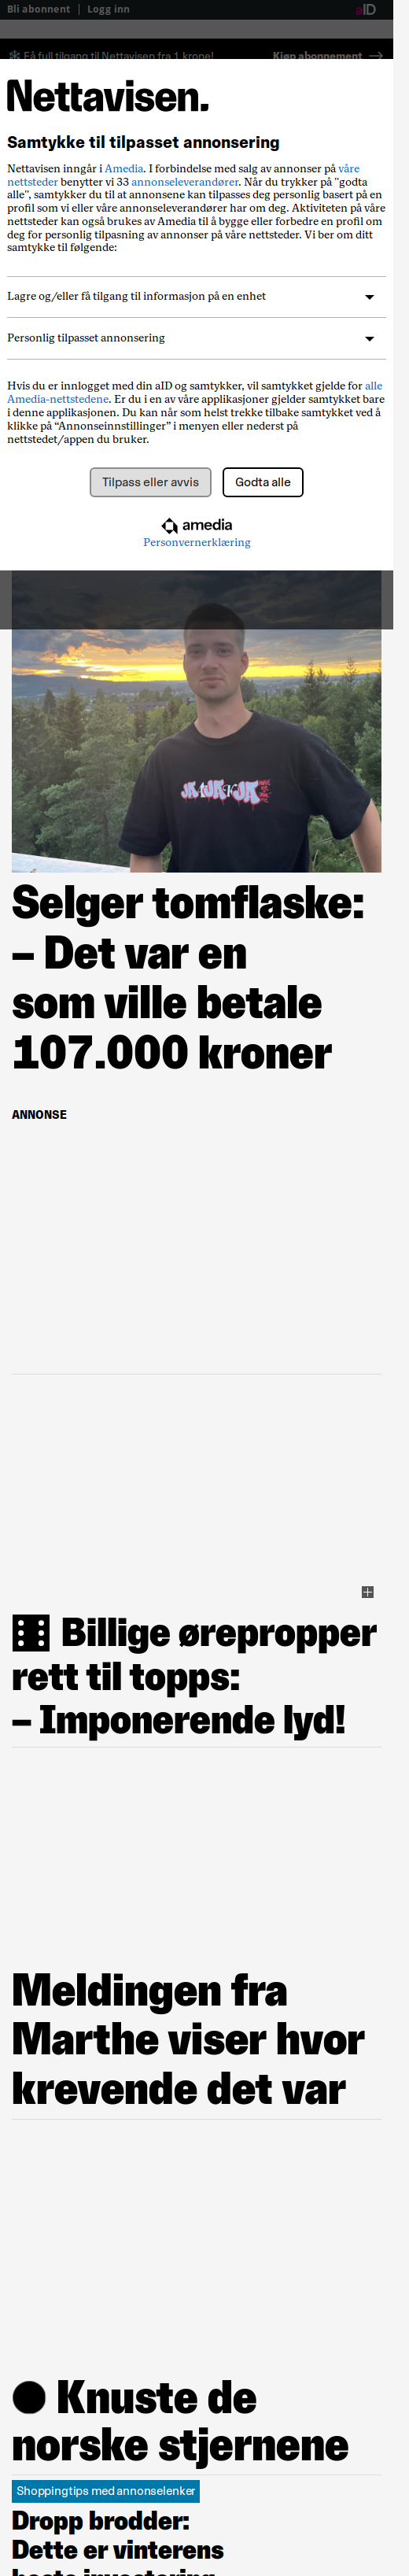 Bli abonnent | Logg inn
aID
Få full tilgang til Nettavisen fra 1 krone!
Kjøp abonnement →
Nettavisen.
Samtykke til tilpasset annonsering
Nettavisen inngår i Amedia. I forbindelse med salg av annonser på våre
nettsteder benytter vi 33 annonseleverandører. Når du trykker på "godta
alle", samtykker du til at annonsene kan tilpasses deg personlig basert på en
profil som vi eller våre annonseleverandører har om deg. Aktiviteten på våre
nettsteder kan også brukes av Amedia til å bygge eller forbedre en profil om
deg for personlig tilpasning av annonser på våre nettsteder. Vi ber om ditt
samtykke til følgende:
Lagre og/eller få tilgang til informasjon på en enhet
Personlig tilpasset annonsering
Hvis du er innlogget med din aID og samtykker, vil samtykket gjelde for alle
Amedia-nettstedene. Er du i en av våre applikasjoner gjelder samtykket bare
i denne applikasjonen. Du kan når som helst trekke tilbake samtykket ved å
klikke på “Annonseinnstillinger” i menyen eller nederst på
nettstedet/appen du bruker.
Tilpass eller avvis
Godta alle
amedia
Personvernerklæring
Selger tomflaske:
– Det var en
som ville betale
107.000 kroner
ANNONSE
Billige ørepropper
rett til topps:
– Imponerende lyd!
Meldingen fra
Marthe viser hvor
krevende det var
Knuste de
norske stjernene
Shoppingtips med annonselenker
Dropp brodder:
Dette er vinterens
beste investering